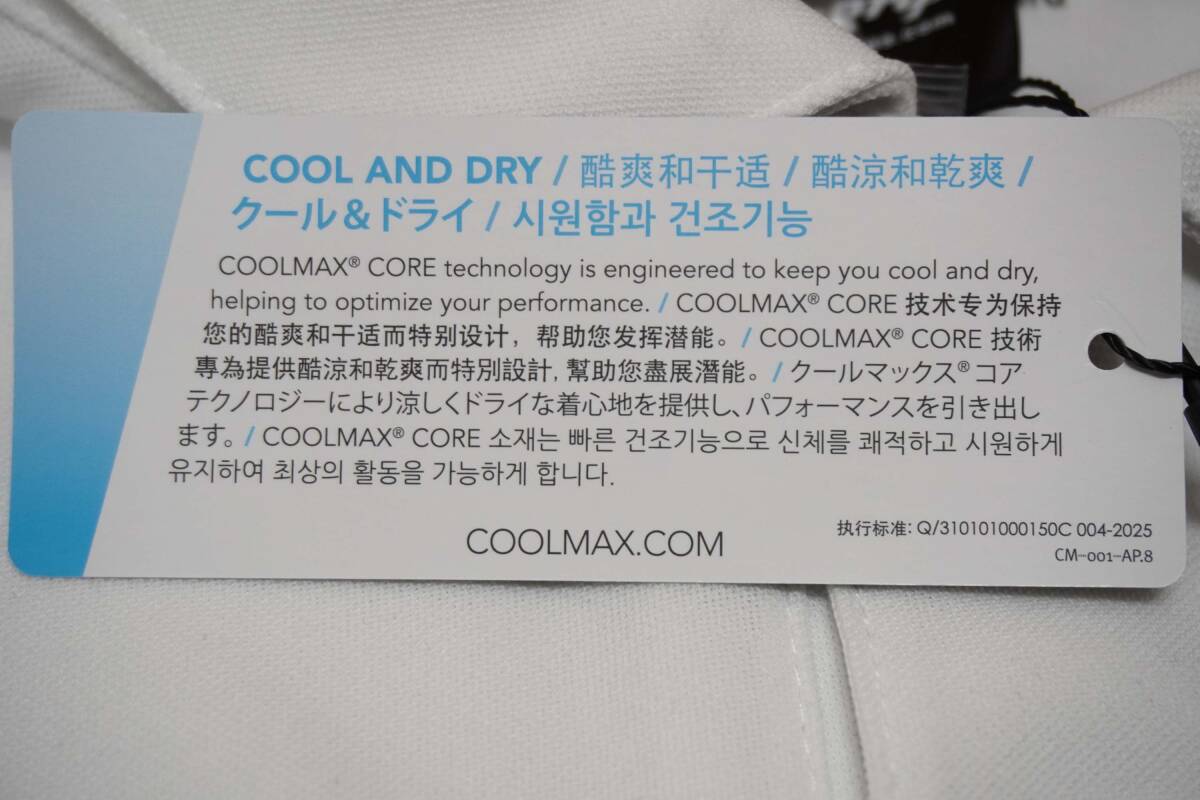 COOL AND DRY / 酷爽和干适 / 酷涼和乾爽 /
クール＆ドライ / 시원함과 건조기능
COOLMAX® CORE technology is engineered to keep you cool and dry,
helping to optimize your performance. / COOLMAX® CORE 技术专为保持
您的酷爽和干适而特别设计，帮助您发挥潜能。/ COOLMAX® CORE 技術
專為提供酷涼和乾爽而特別設計, 幫助您盡展潛能。/ クールマックス® コア
テクノロジーにより涼しくドライな着心地を提供し、パフォーマンスを引き出し
ます。/ COOLMAX® CORE 소재는 빠른 건조기능으로 신체를 쾌적하고 시원하게
유지하여 최상의 활동을 가능하게 합니다.
COOLMAX.COM
执行标准: Q/310101000150C 004-2025
CM-001-AP.8